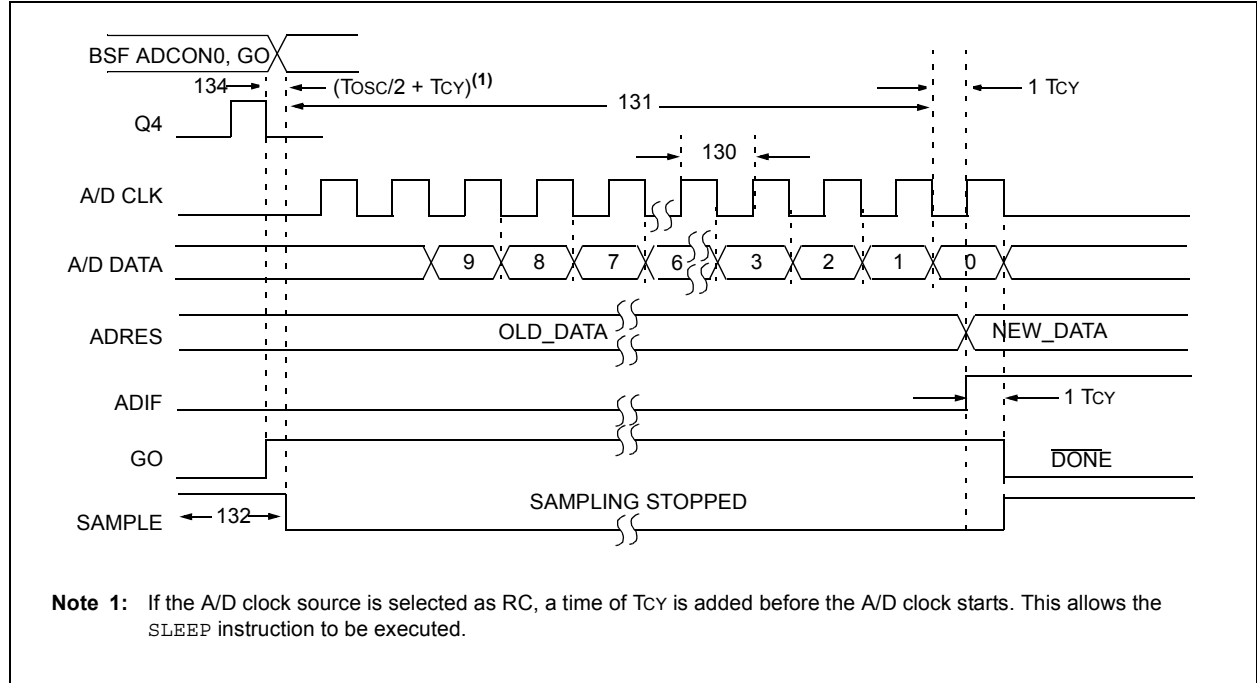 BSF ADCON0, GO
134 (TOSC/2 + TCY)(1) 1 TCY
131
Q4
130
A/D CLK
A/D DATA 9 8 7 6 3 2 1 0
ADRES OLD_DATA NEW_DATA
ADIF 1 TCY
GO DONE
SAMPLE 132 SAMPLING STOPPED
Note 1: If the A/D clock source is selected as RC, a time of TCY is added before the A/D clock starts. This allows the
SLEEP instruction to be executed.